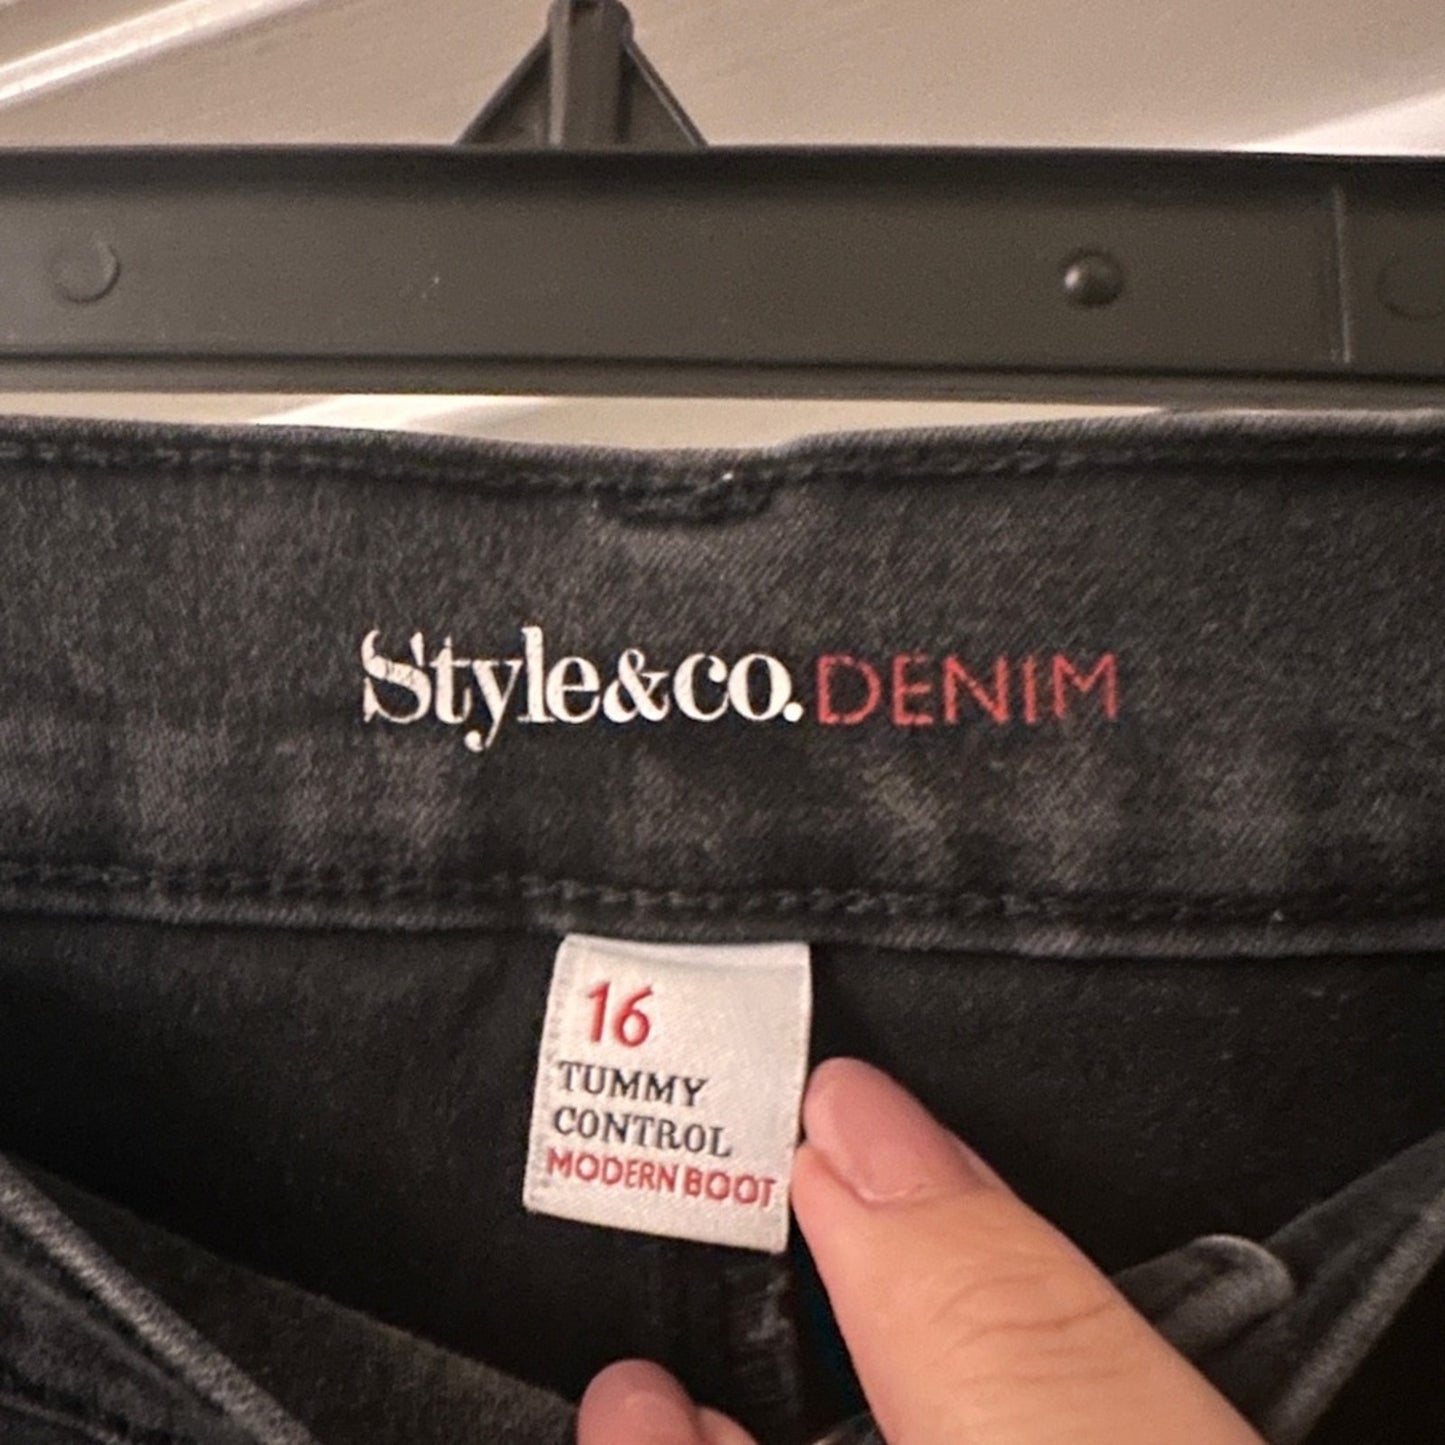 Style&co. DENIM
16
TUMMY
CONTROL
MODERN BOOT